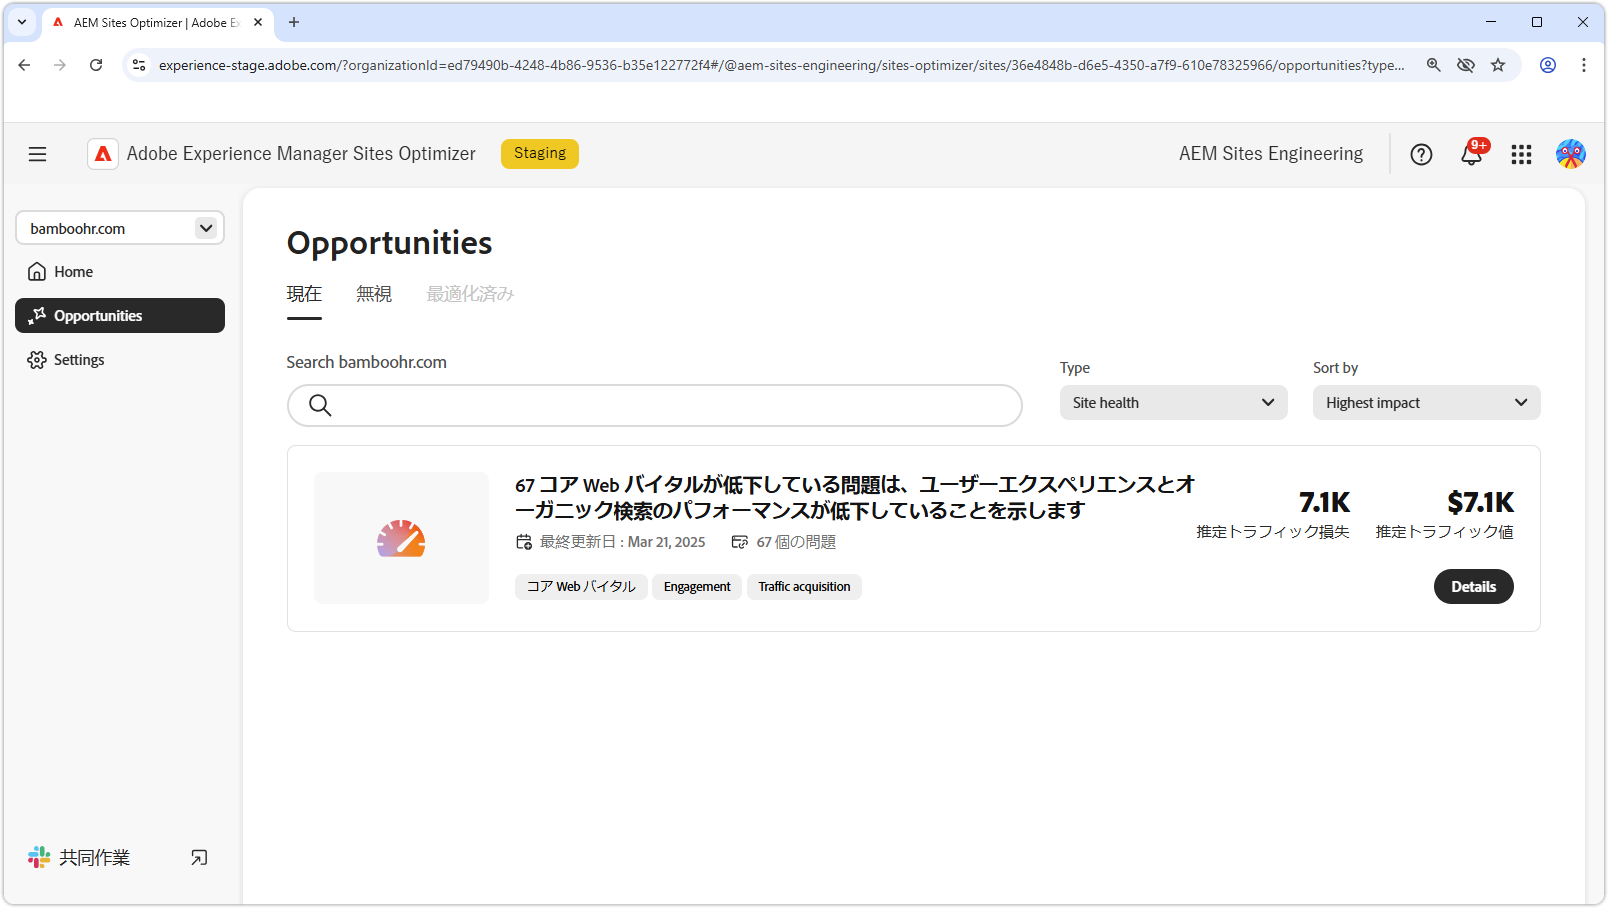 AEM Sites Optimizer | Adobe Ex
experience-stage.adobe.com/?organizationId=ed79490b-4248-4b86-9536-b35e122772f4#/@aem-sites-engineering/sites-optimizer/sites/36e4848b-d6e5-4350-a7f9-610e78325966/opportunities?type...
Adobe Experience Manager Sites Optimizer
Staging
AEM Sites Engineering
9+
bamboohr.com
Home
Opportunities
Settings
共同作業
Opportunities
現在 無視 最適化済み
Search bamboohr.com
Type
Site health
Sort by
Highest impact
67 コア Web バイタルが低下している問題は、ユーザーエクスペリエンスとオ
ーガニック検索のパフォーマンスが低下していることを示します
最終更新日 : Mar 21, 2025 67 個の問題
コア Web バイタル Engagement Traffic acquisition
7.1K
推定トラフィック損失
$7.1K
推定トラフィック値
Details